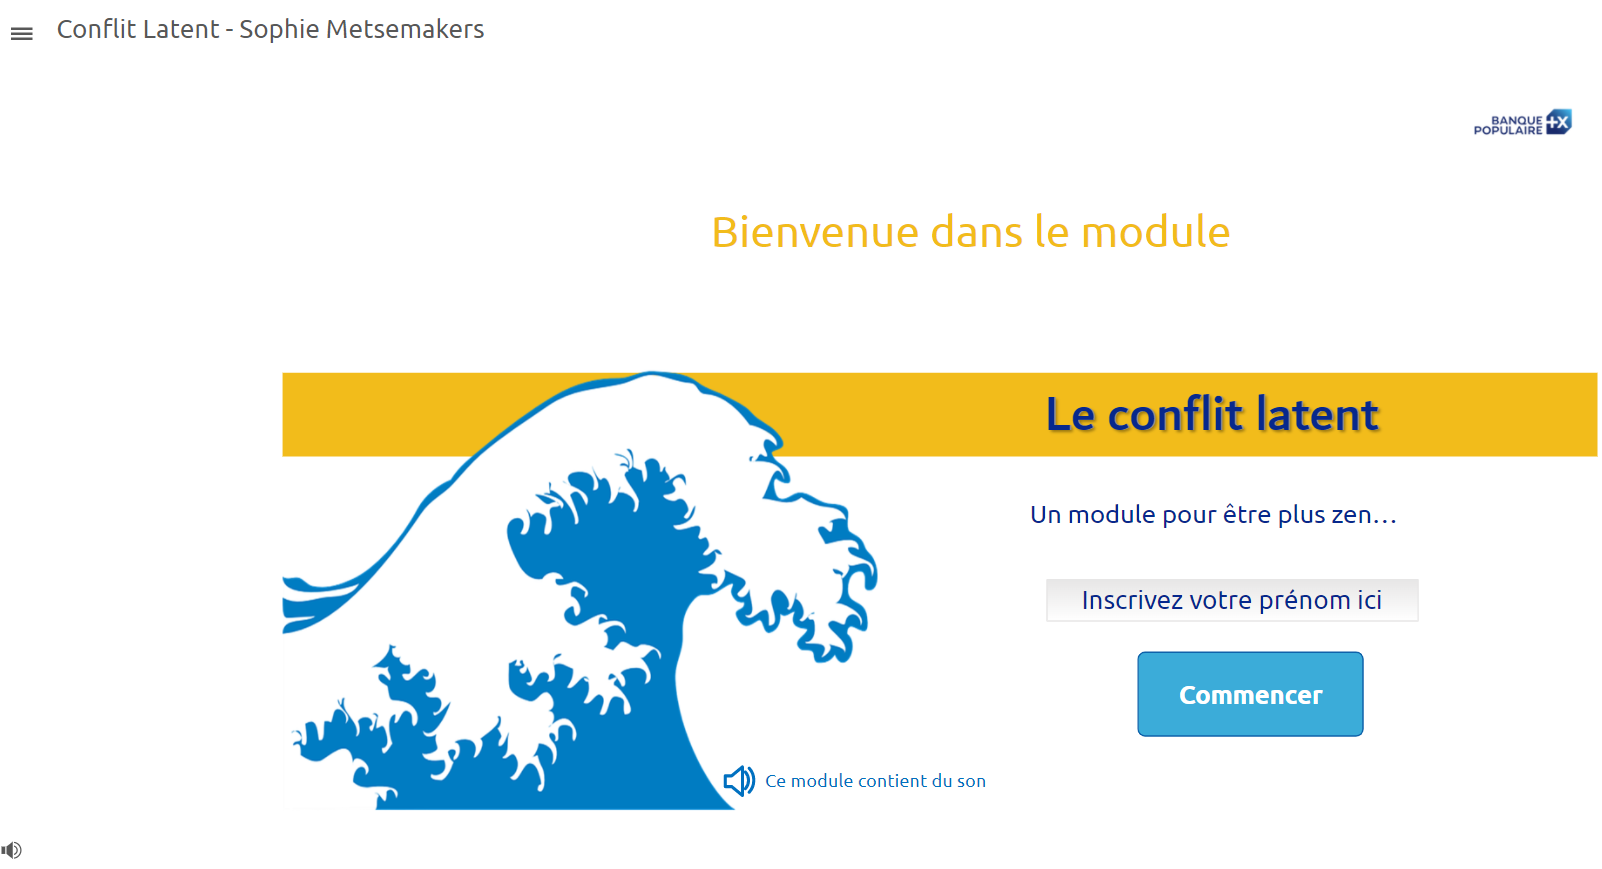 Conflit Latent - Sophie Metsemakers
BANQUE
POPULAIRE
Bienvenue dans le module
Le conflit latent
Un module pour être plus zen...
Inscrivez votre prénom ici
Commencer
Ce module contient du son